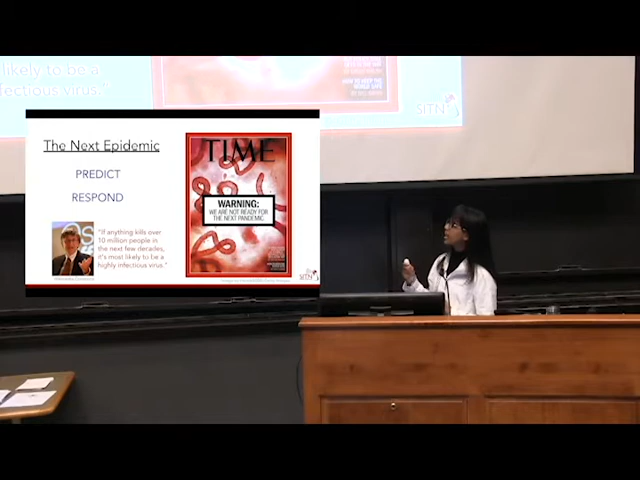 likely to be a
fectious virus."
SITN
The Next Epidemic
PREDICT
RESPOND
"If anything kills over
10 million people in
the next few decades,
it's most likely to be a
highly infectious virus."
TIME
WARNING:
WE ARE NOT READY FOR
THE NEXT PANDEMIC
SITN